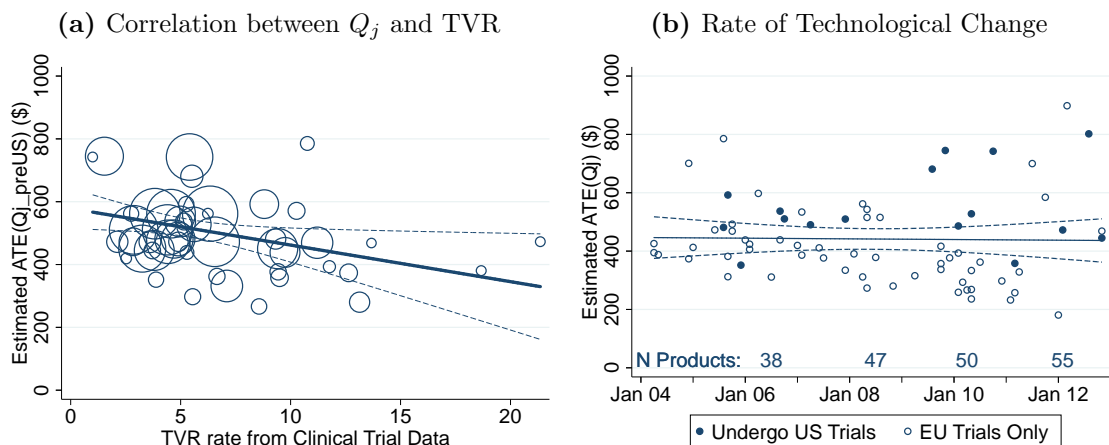 (a) Correlation between Qj and TVR
Estimated ATE(Qj_preUS) ($)
1000
800
600
400
200
0
0 5 10 15 20
TVR rate from Clinical Trial Data
(b) Rate of Technological Change
Estimated ATE(Qj) ($)
1000
800
600
400
200
0
N Products: 38 47 50 55
Jan 04 Jan 06 Jan 08 Jan 10 Jan 12
Undergo US Trials EU Trials Only